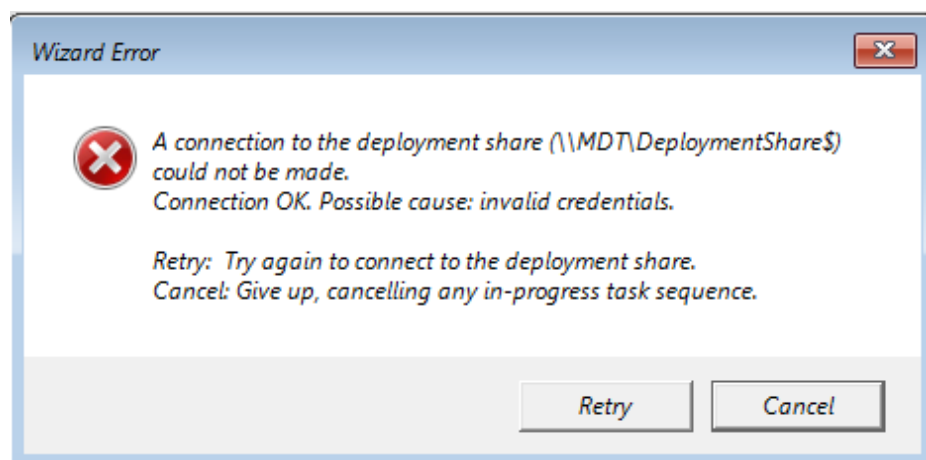 Wizard Error
A connection to the deployment share (\\MDT\DeploymentShare$)
could not be made.
Connection OK. Possible cause: invalid credentials.
Retry:  Try again to connect to the deployment share.
Cancel: Give up, cancelling any in-progress task sequence.
Retry
Cancel